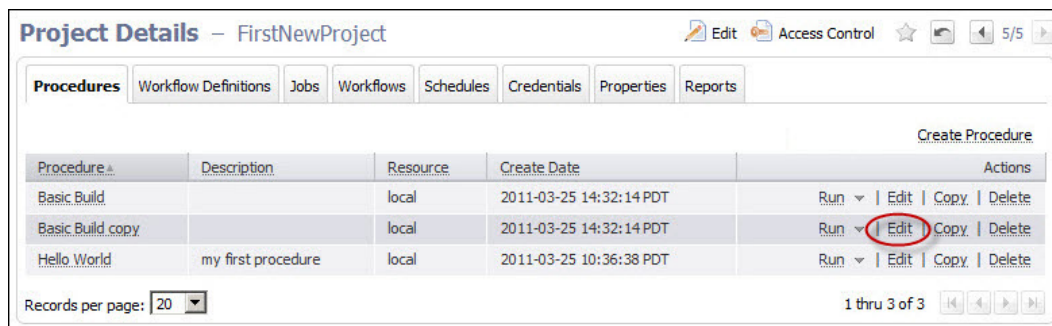 Project Details – FirstNewProject Edit Access Control 5/5
Procedures Workflow Definitions Jobs Workflows Schedules Credentials Properties Reports
Create Procedure
Procedure Description Resource Create Date Actions
Basic Build local 2011-03-25 14:32:14 PDT Run | Edit | Copy | Delete
Basic Build copy local 2011-03-25 14:32:14 PDT Run | Edit | Copy | Delete
Hello World my first procedure local 2011-03-25 10:36:38 PDT Run | Edit | Copy | Delete
Records per page: 20 1 thru 3 of 3